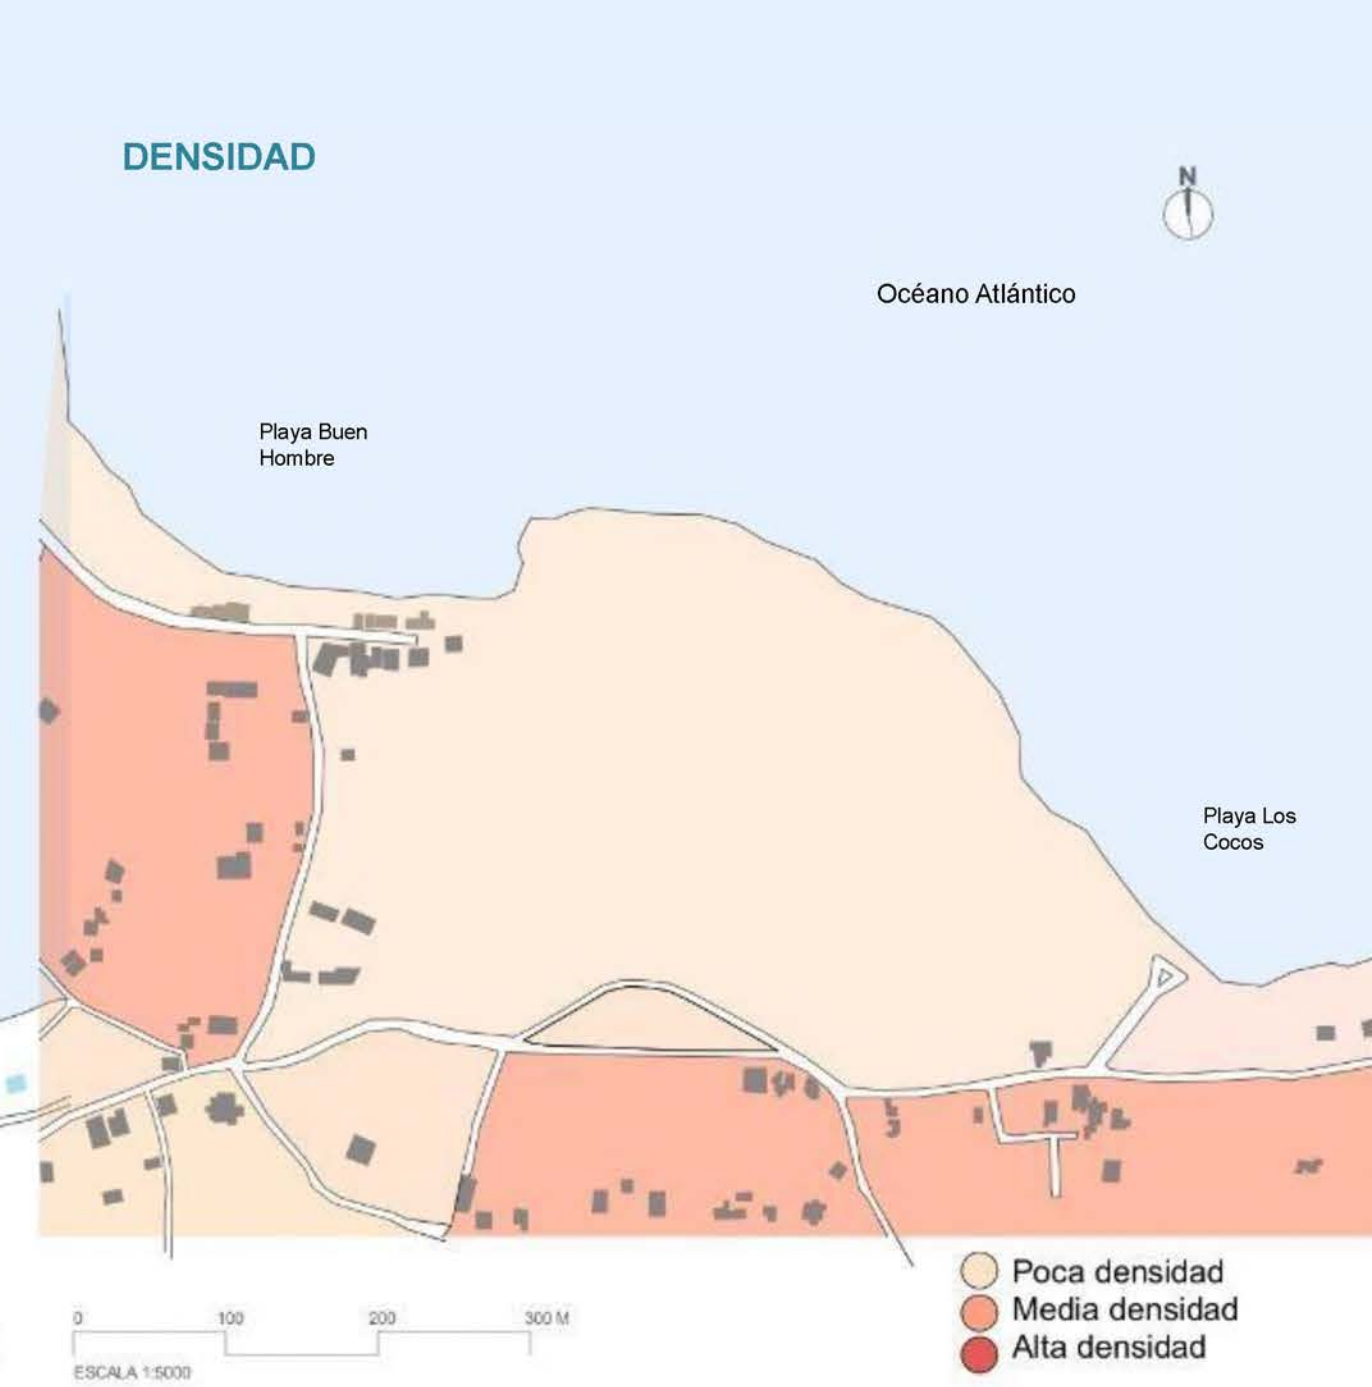 DENSIDAD
N
Océano Atlántico
Playa Buen
Hombre
Playa Los
Cocos
Poca densidad
Media densidad
Alta densidad
0 100 200 300 M
ESCALA 1:5000